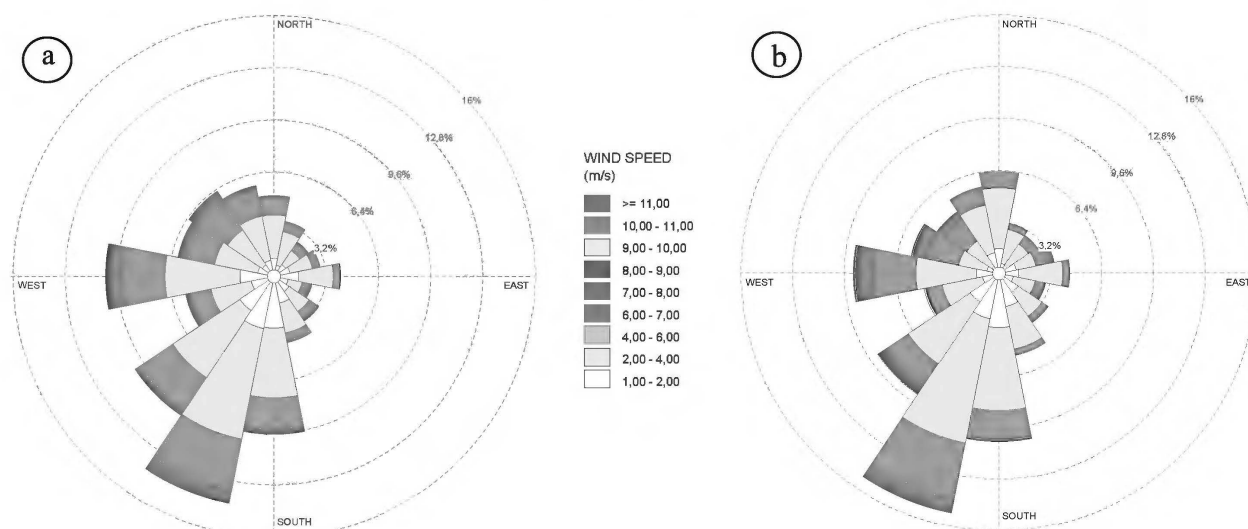 a
NORTH
16%
12,8%
9,6%
6,4%
3,2%
WEST
EAST
SOUTH
WIND SPEED
(m/s)
>= 11,00
10,00 - 11,00
9,00 - 10,00
8,00 - 9,00
7,00 - 8,00
6,00 - 7,00
4,00 - 6,00
2,00 - 4,00
1,00 - 2,00
b
NORTH
16%
12,8%
9,6%
6,4%
3,2%
WEST
EAST
SOUTH